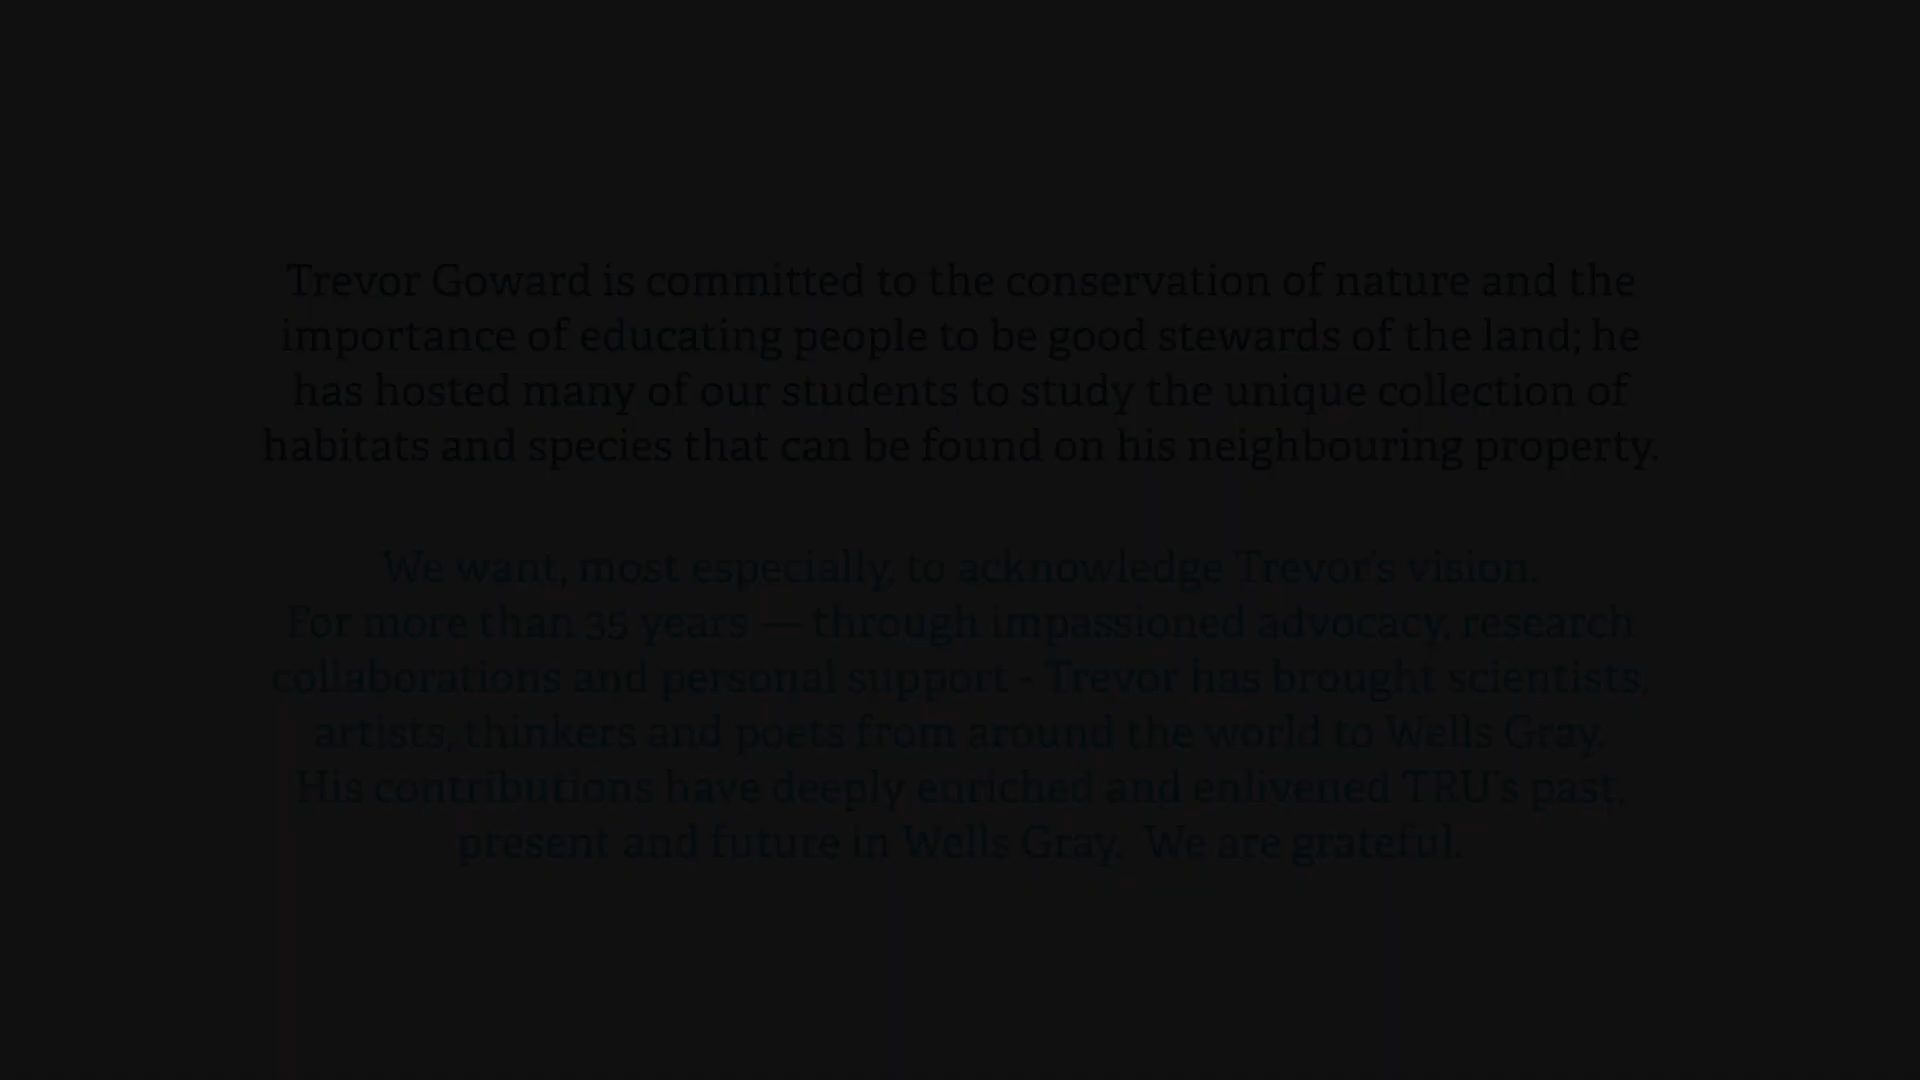 Trevor Goward is committed to the conservation of nature and the
importance of educating people to be good stewards of the land; he
has hosted many of our students to study the unique collection of
habitats and species that can be found on his neighbouring property.
We want, most especially, to acknowledge Trevor's vision.
For more than 35 years — through impassioned advocacy, research
collaborations and personal support - Trevor has brought scientists,
artists, thinkers and poets from around the world to Wells Gray.
His contributions have deeply enriched and enlivened TRU's past,
present and future in Wells Gray.  We are grateful.